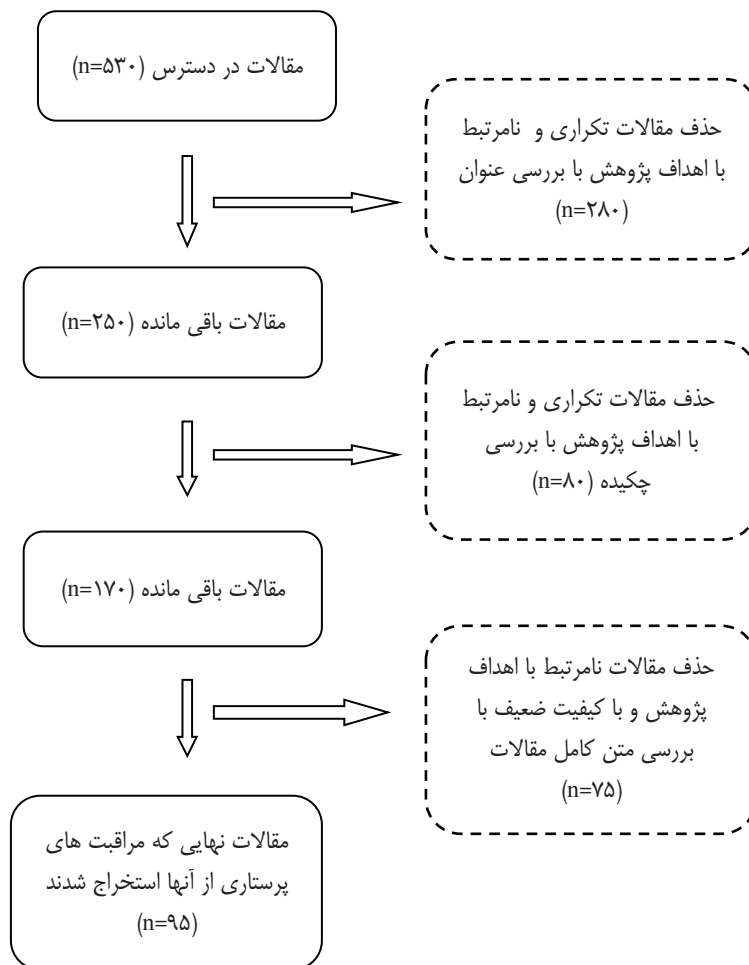 مقالات در دسترس (n=۵۳۰)
حذف مقالات تکراری و نامرتبط
با اهداف پژوهش با بررسی عنوان
(n=۲۸۰)
مقالات باقی مانده (n=۲۵۰)
حذف مقالات تکراری و نامرتبط
با اهداف پژوهش با بررسی
چکیده (n=۸۰)
مقالات باقی مانده (n=۱۷۰)
حذف مقالات نامرتبط با اهداف
پژوهش و با کیفیت ضعیف با
بررسی متن کامل مقالات
(n=۷۵)
مقالات نهایی که مراقبت های
پرستاری از آنها استخراج شدند
(n=۹۵)